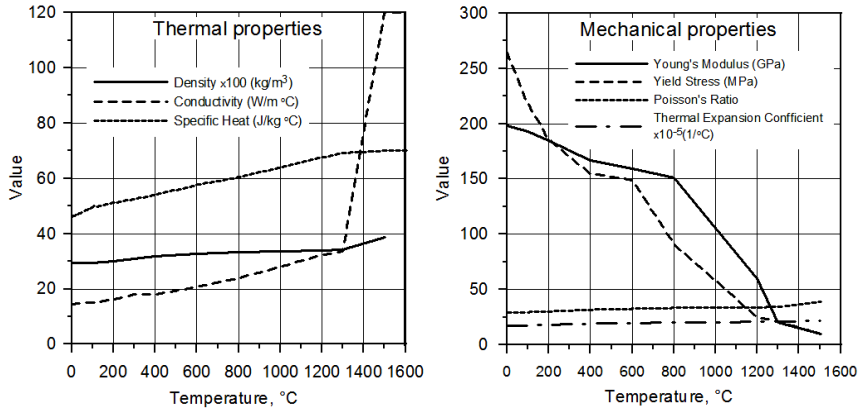 Thermal properties
120
100
80
60
40
20
0
Value
Density x100 (kg/m³)
Conductivity (W/m °C)
Specific Heat (J/kg °C)
0 200 400 600 800 1000 1200 1400 1600
Temperature, °C
Mechanical properties
300
250
200
150
100
50
0
Value
Young's Modulus (GPa)
Yield Stress (MPa)
Poisson's Ratio
Thermal Expansion Confficient
x10⁻⁵(1/°C)
0 200 400 600 800 1000 1200 1400 1600
Temperature, °C